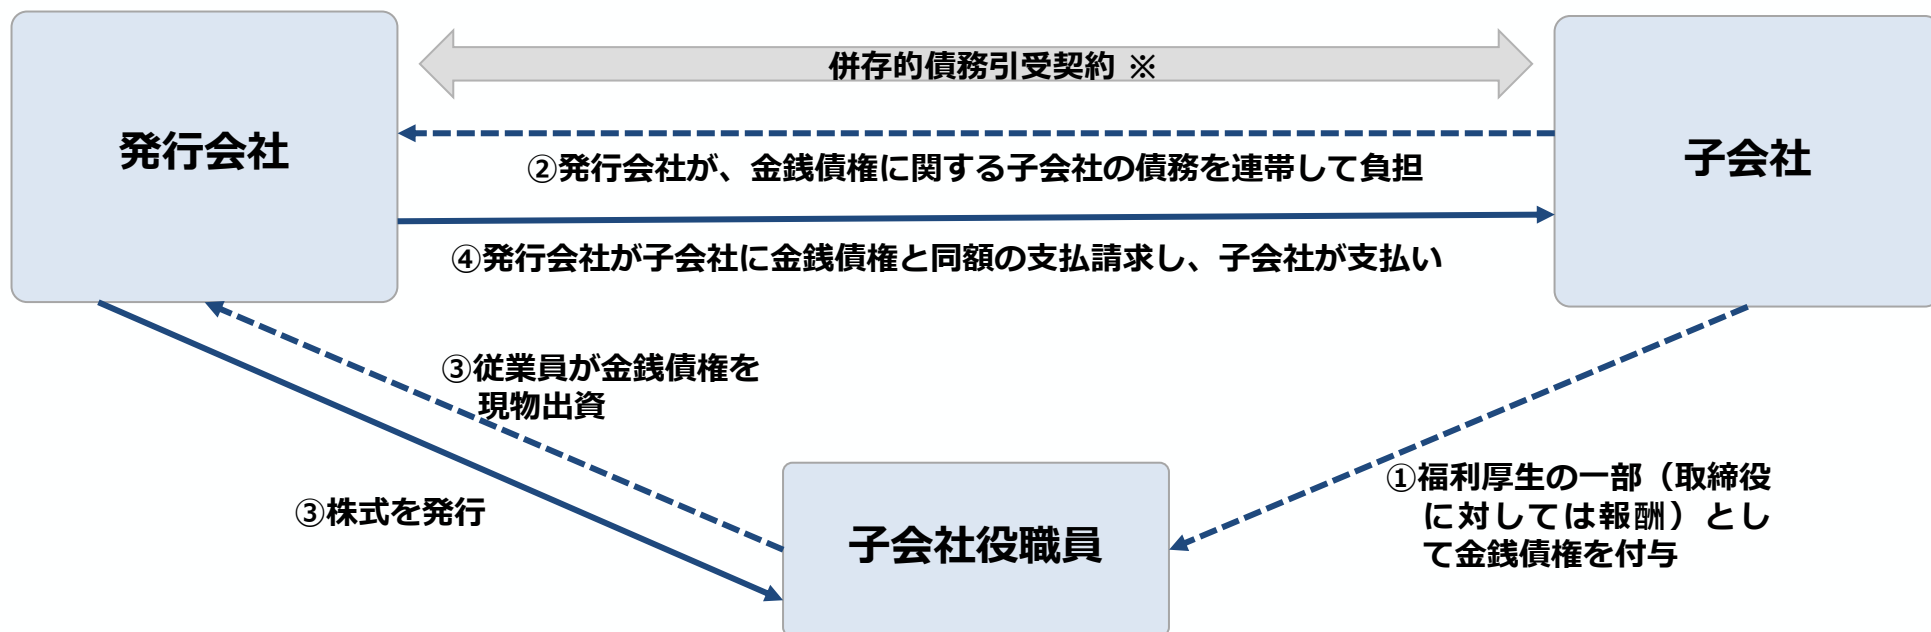 併存的債務引受契約 ※
発行会社
子会社
②発行会社が、金銭債権に関する子会社の債務を連帯して負担
④発行会社が子会社に金銭債権と同額の支払請求し、子会社が支払い
③従業員が金銭債権を
現物出資
③株式を発行
子会社役職員
①福利厚生の一部（取締役
に対しては報酬）とし
て金銭債権を付与